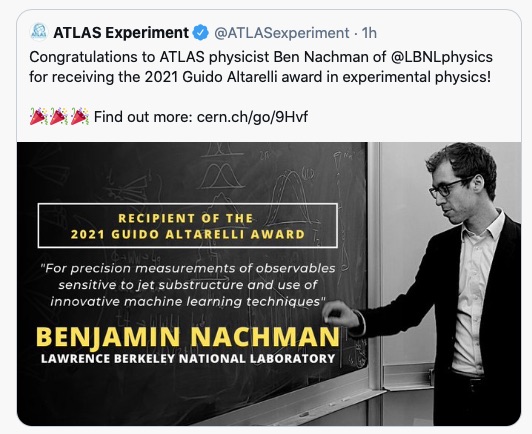 ATLAS Experiment @ATLASexperiment · 1h
Congratulations to ATLAS physicist Ben Nachman of @LBNLphysics
for receiving the 2021 Guido Altarelli award in experimental physics!
🎉🎉🎉 Find out more: cern.ch/go/9Hvf
RECIPIENT OF THE
2021 GUIDO ALTARELLI AWARD
"For precision measurements of observables
sensitive to jet substructure and use of
innovative machine learning techniques"
BENJAMIN NACHMAN
LAWRENCE BERKELEY NATIONAL LABORATORY